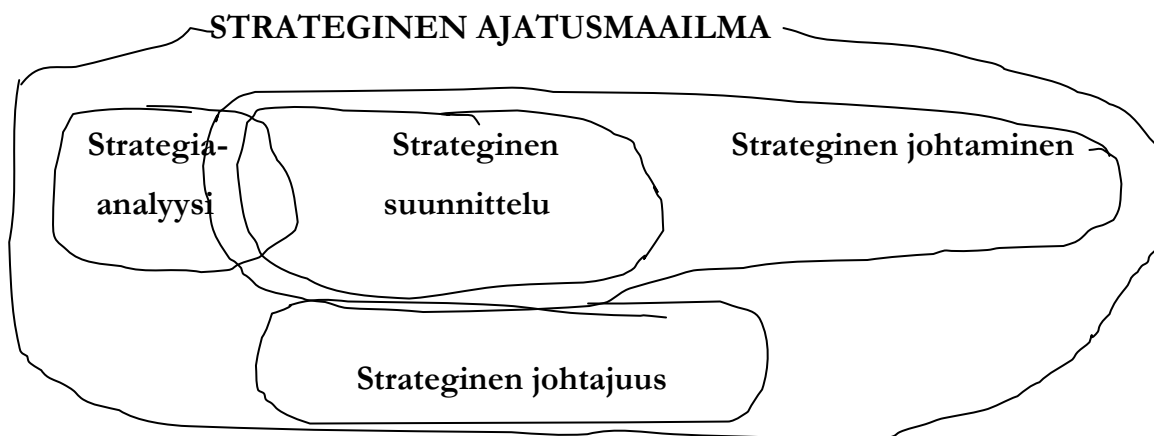 STRATEGINEN AJATUSMAAILMA
Strategia-
analyysi
Strateginen
suunnittelu
Strateginen johtaminen
Strateginen johtajuus